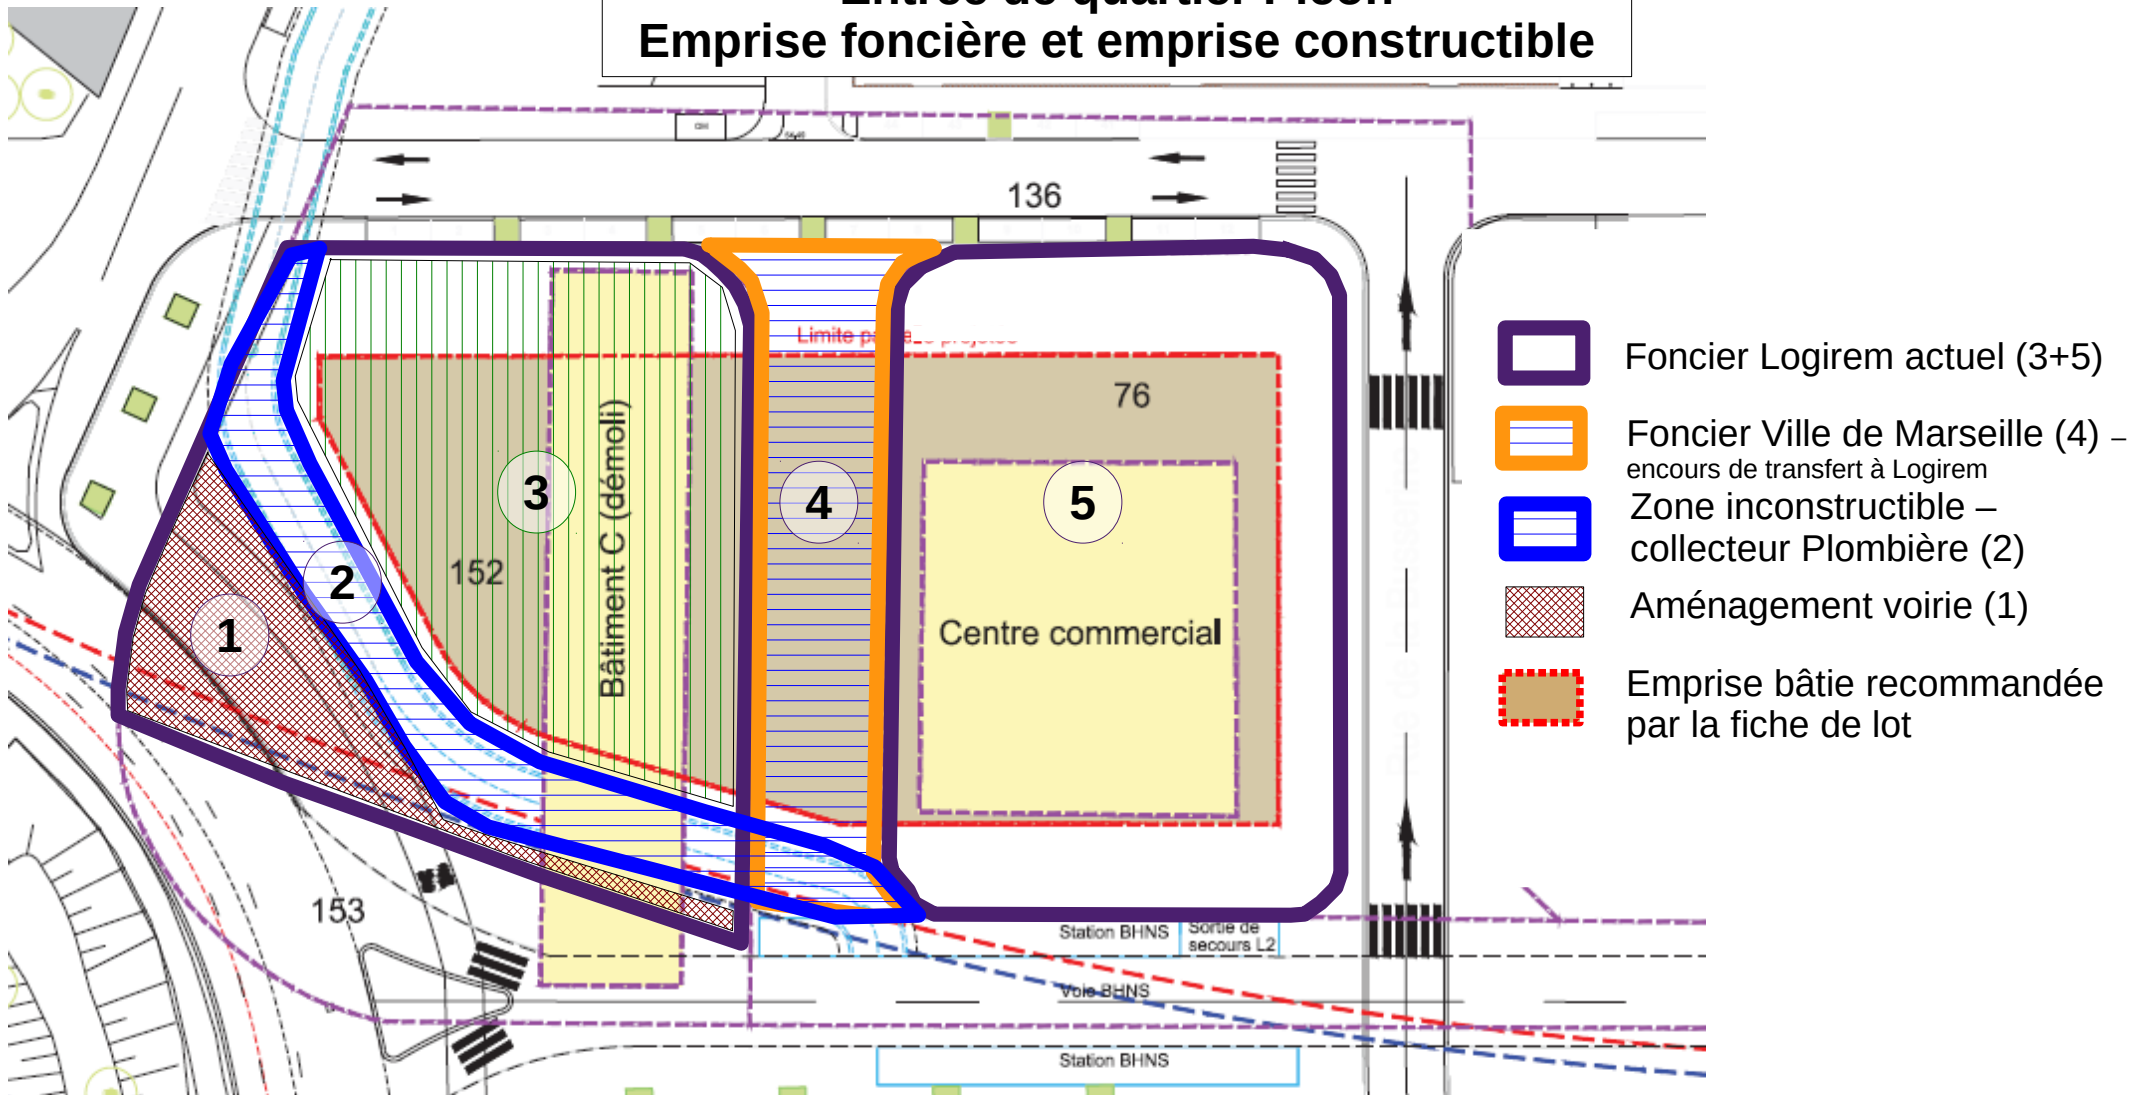 Emprise foncière et emprise constructible
136
Limite
76
3
4
5
Bâtiment C (démoli)
152
2
1
Centre commercial
153
Station BHNS
Sortie de
secours L2
Voie BHNS
Station BHNS
Foncier Logirem actuel (3+5)
Foncier Ville de Marseille (4) –
encours de transfert à Logirem
Zone inconstructible –
collecteur Plombière (2)
Aménagement voirie (1)
Emprise bâtie recommandée
par la fiche de lot